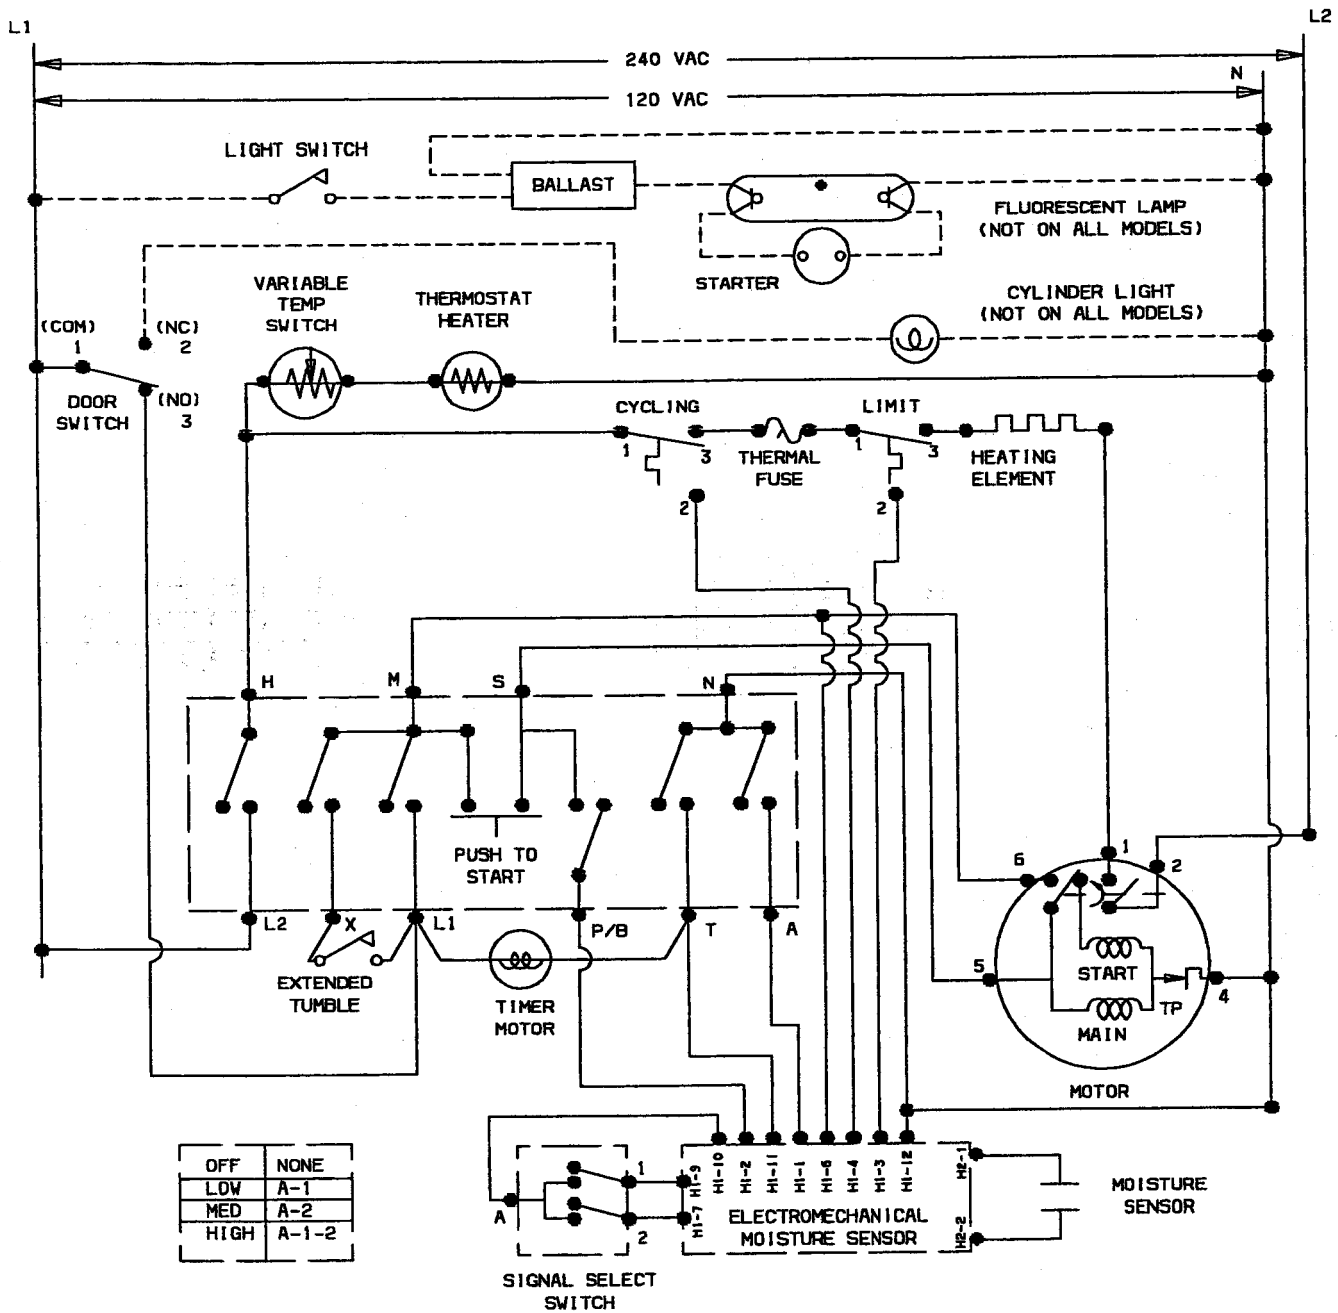 L1
L2
240 VAC
N
120 VAC
LIGHT SWITCH
BALLAST
FLUORESCENT LAMP
(NOT ON ALL MODELS)
STARTER
VARIABLE
TEMP
SWITCH
THERMOSTAT
HEATER
CYLINDER LIGHT
(NOT ON ALL MODELS)
(COM)
1
(NC)
2
DOOR
SWITCH
(NO)
3
CYCLING
1
3
2
THERMAL
FUSE
LIMIT
1
3
2
HEATING
ELEMENT
H
M
S
N
PUSH TO
START
L2
X
L1
P/B
T
A
EXTENDED
TUMBLE
TIMER
MOTOR
6
1
2
5
START
MAIN
TP
4
MOTOR
OFF NONE
LOW A-1
MED A-2
HIGH A-1-2
A
1
2
SIGNAL SELECT
SWITCH
H1-9
H1-7
H1-10
H1-2
H1-11
H1-1
H1-6
H1-4
H1-3
H1-12
H2-1
H2-2
ELECTROMECHANICAL
MOISTURE SENSOR
MOISTURE
SENSOR